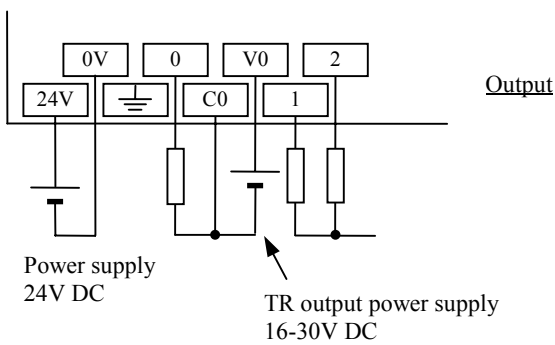 0V 0 V0 2
Output
24V C0 1
Power supply
24V DC
TR output power supply
16-30V DC